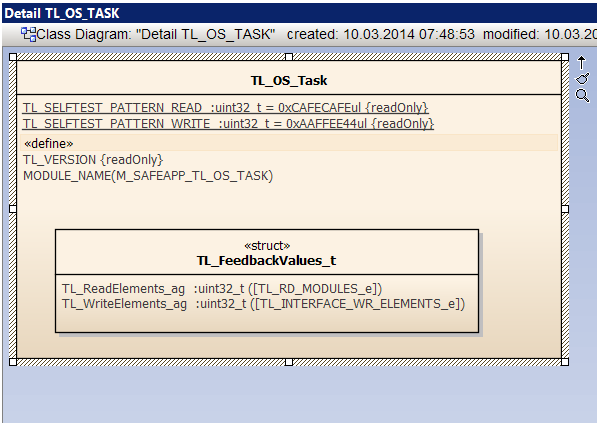 Detail TL_OS_TASK
Class Diagram: "Detail TL_OS_TASK" created: 10.03.2014 07:48:53 modified: 10.03.20
TL_OS_Task
TL_SELFTEST_PATTERN_READ :uint32_t = 0xCAFECAFEul {readOnly}
TL_SELFTEST_PATTERN_WRITE :uint32_t = 0xAAFFEE44ul {readOnly}
«define»
TL_VERSION {readOnly}
MODULE_NAME(M_SAFEAPP_TL_OS_TASK)
«struct»
TL_FeedbackValues_t
TL_ReadElements_ag :uint32_t ([TL_RD_MODULES_e])
TL_WriteElements_ag :uint32_t ([TL_INTERFACE_WR_ELEMENTS_e])